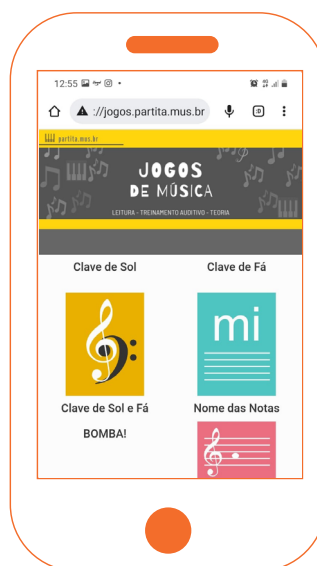 12:55
://jogos.partita.mus.br
:D
partita.mus.br
JOGOS
DE MÚSICA
LEITURA - TREINAMENTO AUDITIVO - TEORIA
Clave de Sol
Clave de Fá
mi
Clave de Sol e Fá
Nome das Notas
BOMBA!